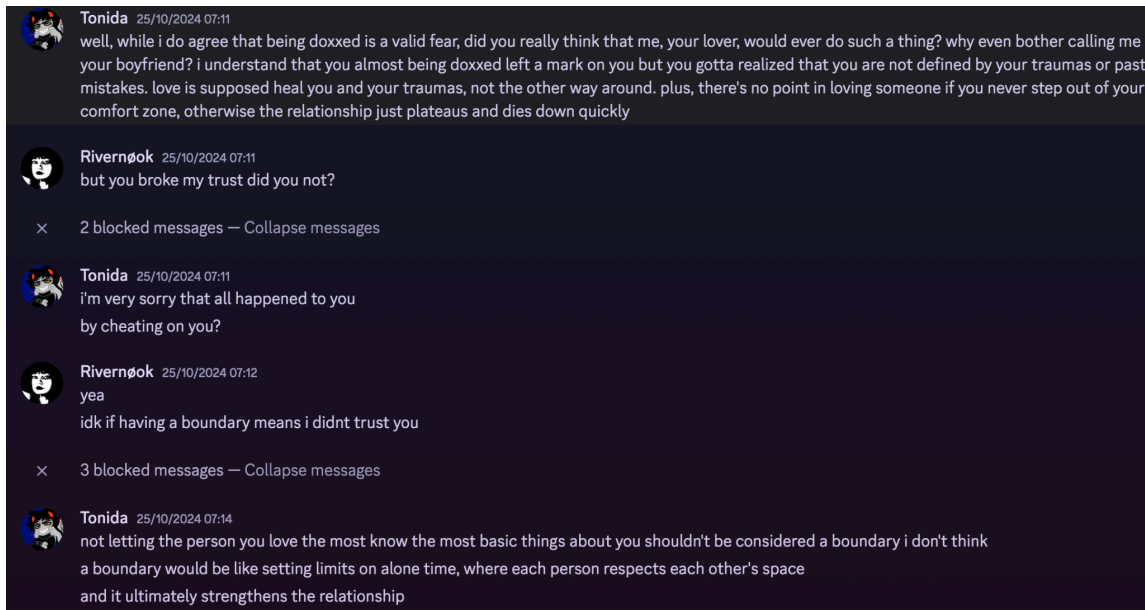 Tonida 25/10/2024 07:11
well, while i do agree that being doxxed is a valid fear, did you really think that me, your lover, would ever do such a thing? why even bother calling me
your boyfriend? i understand that you almost being doxxed left a mark on you but you gotta realized that you are not defined by your traumas or past
mistakes. love is supposed heal you and your traumas, not the other way around. plus, there's no point in loving someone if you never step out of your
comfort zone, otherwise the relationship just plateaus and dies down quickly
Rivernøok 25/10/2024 07:11
but you broke my trust did you not?
2 blocked messages — Collapse messages
Tonida 25/10/2024 07:11
i'm very sorry that all happened to you
by cheating on you?
Rivernøok 25/10/2024 07:12
yea
idk if having a boundary means i didnt trust you
3 blocked messages — Collapse messages
Tonida 25/10/2024 07:14
not letting the person you love the most know the most basic things about you shouldn't be considered a boundary i don't think
a boundary would be like setting limits on alone time, where each person respects each other's space
and it ultimately strengthens the relationship